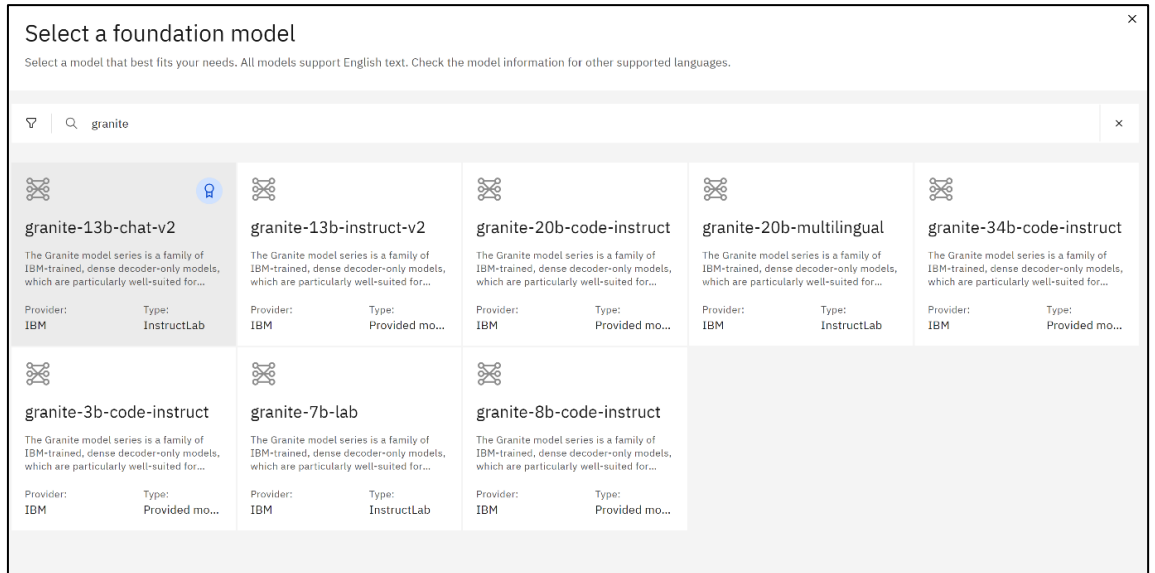 Select a foundation model
Select a model that best fits your needs. All models support English text. Check the model information for other supported languages.
granite
granite-13b-chat-v2
The Granite model series is a family of
IBM-trained, dense decoder-only models,
which are particularly well-suited for...
Provider: Type:
IBM InstructLab
granite-13b-instruct-v2
The Granite model series is a family of
IBM-trained, dense decoder-only models,
which are particularly well-suited for...
Provider: Type:
IBM Provided mo...
granite-20b-code-instruct
The Granite model series is a family of
IBM-trained, dense decoder-only models,
which are particularly well-suited for...
Provider: Type:
IBM Provided mo...
granite-20b-multilingual
The Granite model series is a family of
IBM-trained, dense decoder-only models,
which are particularly well-suited for...
Provider: Type:
IBM InstructLab
granite-34b-code-instruct
The Granite model series is a family of
IBM-trained, dense decoder-only models,
which are particularly well-suited for...
Provider: Type:
IBM Provided mo...
granite-3b-code-instruct
The Granite model series is a family of
IBM-trained, dense decoder-only models,
which are particularly well-suited for...
Provider: Type:
IBM Provided mo...
granite-7b-lab
The Granite model series is a family of
IBM-trained, dense decoder-only models,
which are particularly well-suited for...
Provider: Type:
IBM InstructLab
granite-8b-code-instruct
The Granite model series is a family of
IBM-trained, dense decoder-only models,
which are particularly well-suited for...
Provider: Type:
IBM Provided mo...